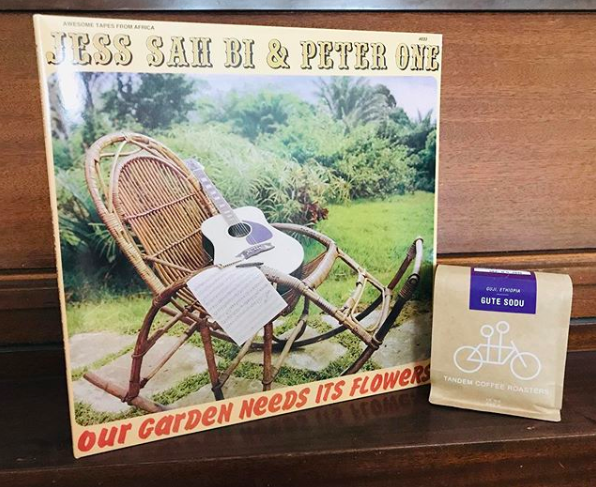 AWESOME TAPES FROM AFRICA
JESS SAH BI & PETER ONE
OUR GARDEN NEEDS ITS FLOWERS
GUJI, ETHIOPIA
GUTE SODU
TANDEM COFFEE ROASTERS